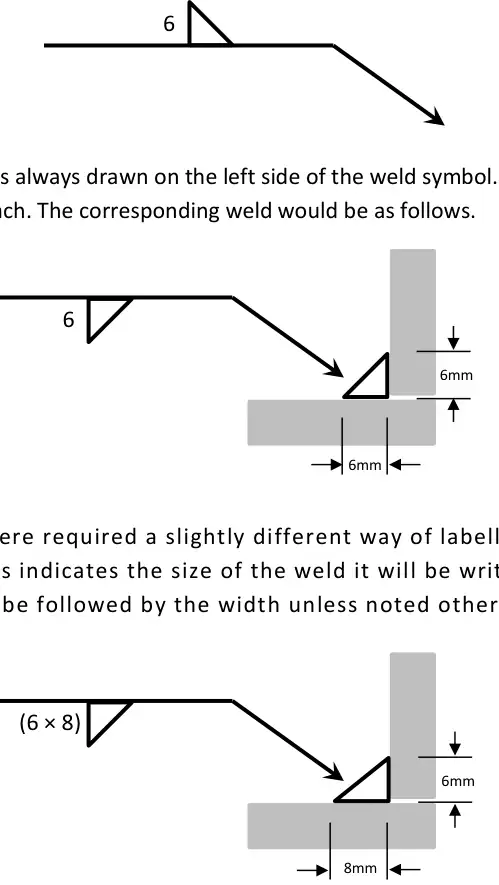 6
s always drawn on the left side of the weld symbol.
ach. The corresponding weld would be as follows.
6
6mm
6mm
ere required a slightly different way of labell
s indicates the size of the weld it will be writ
be followed by the width unless noted other
(6 × 8)
6mm
8mm